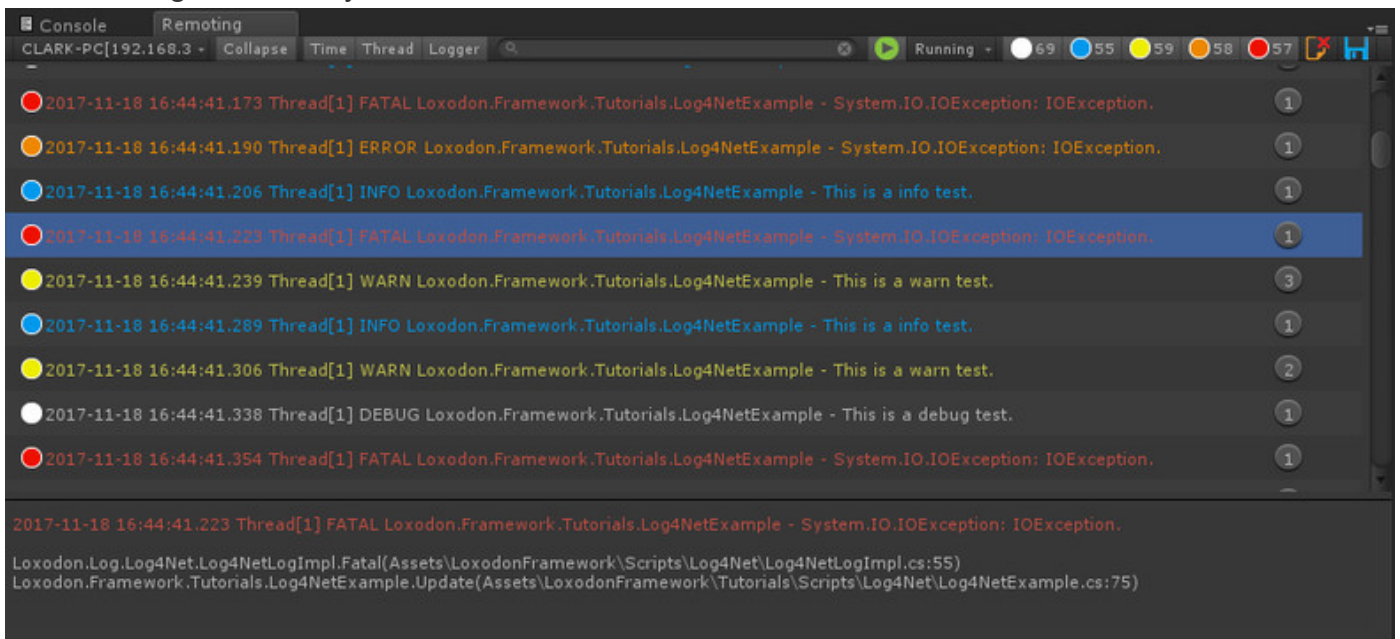 Console Remoting
CLARK-PC[192.168.3 Collapse Time Thread Logger Running 69 55 59 58 57
2017-11-18 16:44:41.173 Thread[1] FATAL Loxodon.Framework.Tutorials.Log4NetExample - System.IO.IOException: IOException. 1
2017-11-18 16:44:41.190 Thread[1] ERROR Loxodon.Framework.Tutorials.Log4NetExample - System.IO.IOException: IOException. 1
2017-11-18 16:44:41.206 Thread[1] INFO Loxodon.Framework.Tutorials.Log4NetExample - This is a info test. 1
2017-11-18 16:44:41.223 Thread[1] FATAL Loxodon.Framework.Tutorials.Log4NetExample - System.IO.IOException: IOException. 1
2017-11-18 16:44:41.239 Thread[1] WARN Loxodon.Framework.Tutorials.Log4NetExample - This is a warn test. 3
2017-11-18 16:44:41.289 Thread[1] INFO Loxodon.Framework.Tutorials.Log4NetExample - This is a info test. 1
2017-11-18 16:44:41.306 Thread[1] WARN Loxodon.Framework.Tutorials.Log4NetExample - This is a warn test. 2
2017-11-18 16:44:41.338 Thread[1] DEBUG Loxodon.Framework.Tutorials.Log4NetExample - This is a debug test. 1
2017-11-18 16:44:41.354 Thread[1] FATAL Loxodon.Framework.Tutorials.Log4NetExample - System.IO.IOException: IOException. 1
2017-11-18 16:44:41.223 Thread[1] FATAL Loxodon.Framework.Tutorials.Log4NetExample - System.IO.IOException: IOException.
Loxodon.Log.Log4Net.Log4NetLogImpl.Fatal(Assets\LoxodonFramework\Scripts\Log4Net\Log4NetLogImpl.cs:55)
Loxodon.Framework.Tutorials.Log4NetExample.Update(Assets\LoxodonFramework\Tutorials\Scripts\Log4Net\Log4NetExample.cs:75)